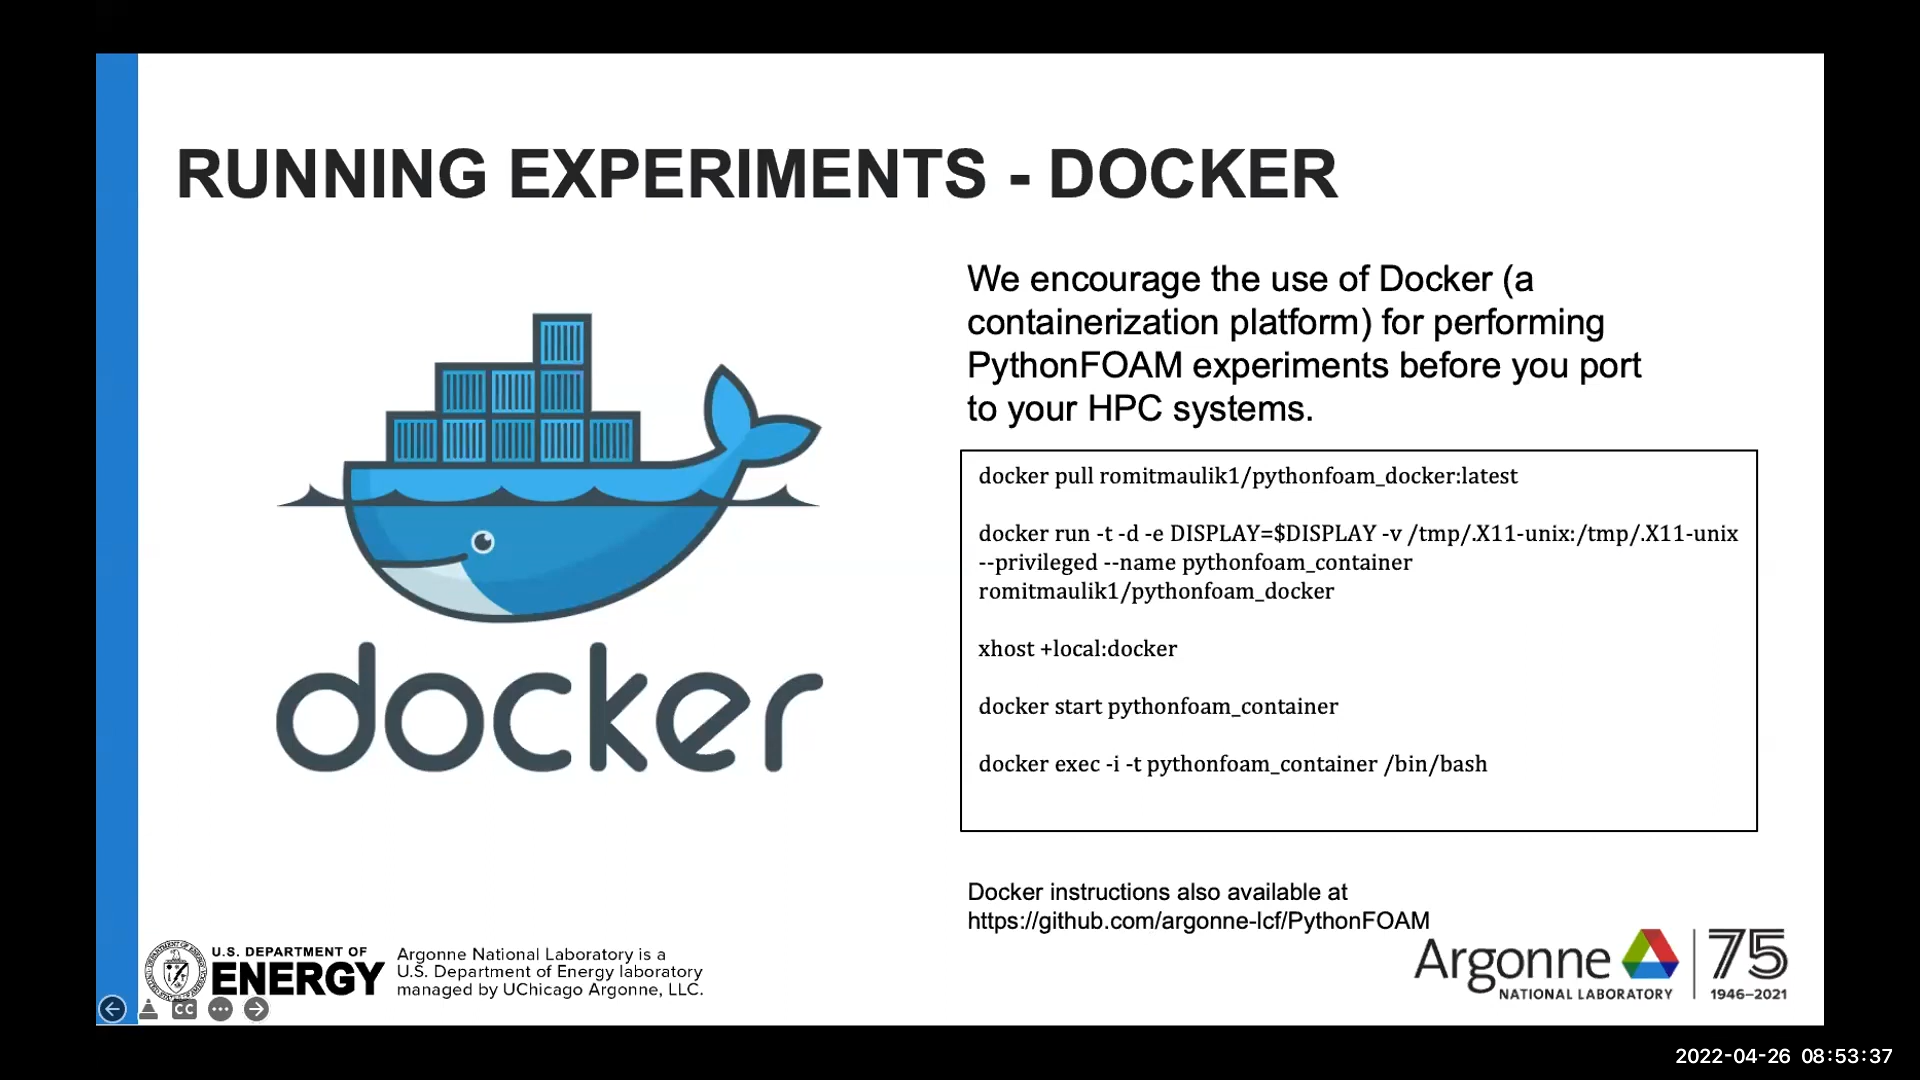 RUNNING EXPERIMENTS - DOCKER
We encourage the use of Docker (a
containerization platform) for performing
PythonFOAM experiments before you port
to your HPC systems.
docker pull romitmaulik1/pythonfoam_docker:latest
docker run -t -d -e DISPLAY=$DISPLAY -v /tmp/.X11-unix:/tmp/.X11-unix
--privileged --name pythonfoam_container
romitmaulik1/pythonfoam_docker
xhost +local:docker
docker start pythonfoam_container
docker exec -i -t pythonfoam_container /bin/bash
docker
Docker instructions also available at
https://github.com/argonne-lcf/PythonFOAM
U.S. DEPARTMENT OF
ENERGY
Argonne National Laboratory is a
U.S. Department of Energy laboratory
managed by UChicago Argonne, LLC.
Argonne
NATIONAL LABORATORY
75
1946–2021
CC
2022-04-26 08:53:37